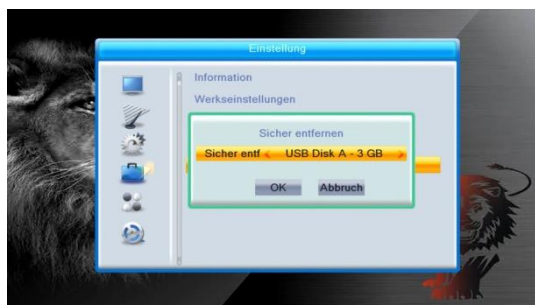 Einstellung
Information
Werkseinstellungen
Sicher entfernen
Sicher entf USB Disk A - 3 GB
OK Abbruch